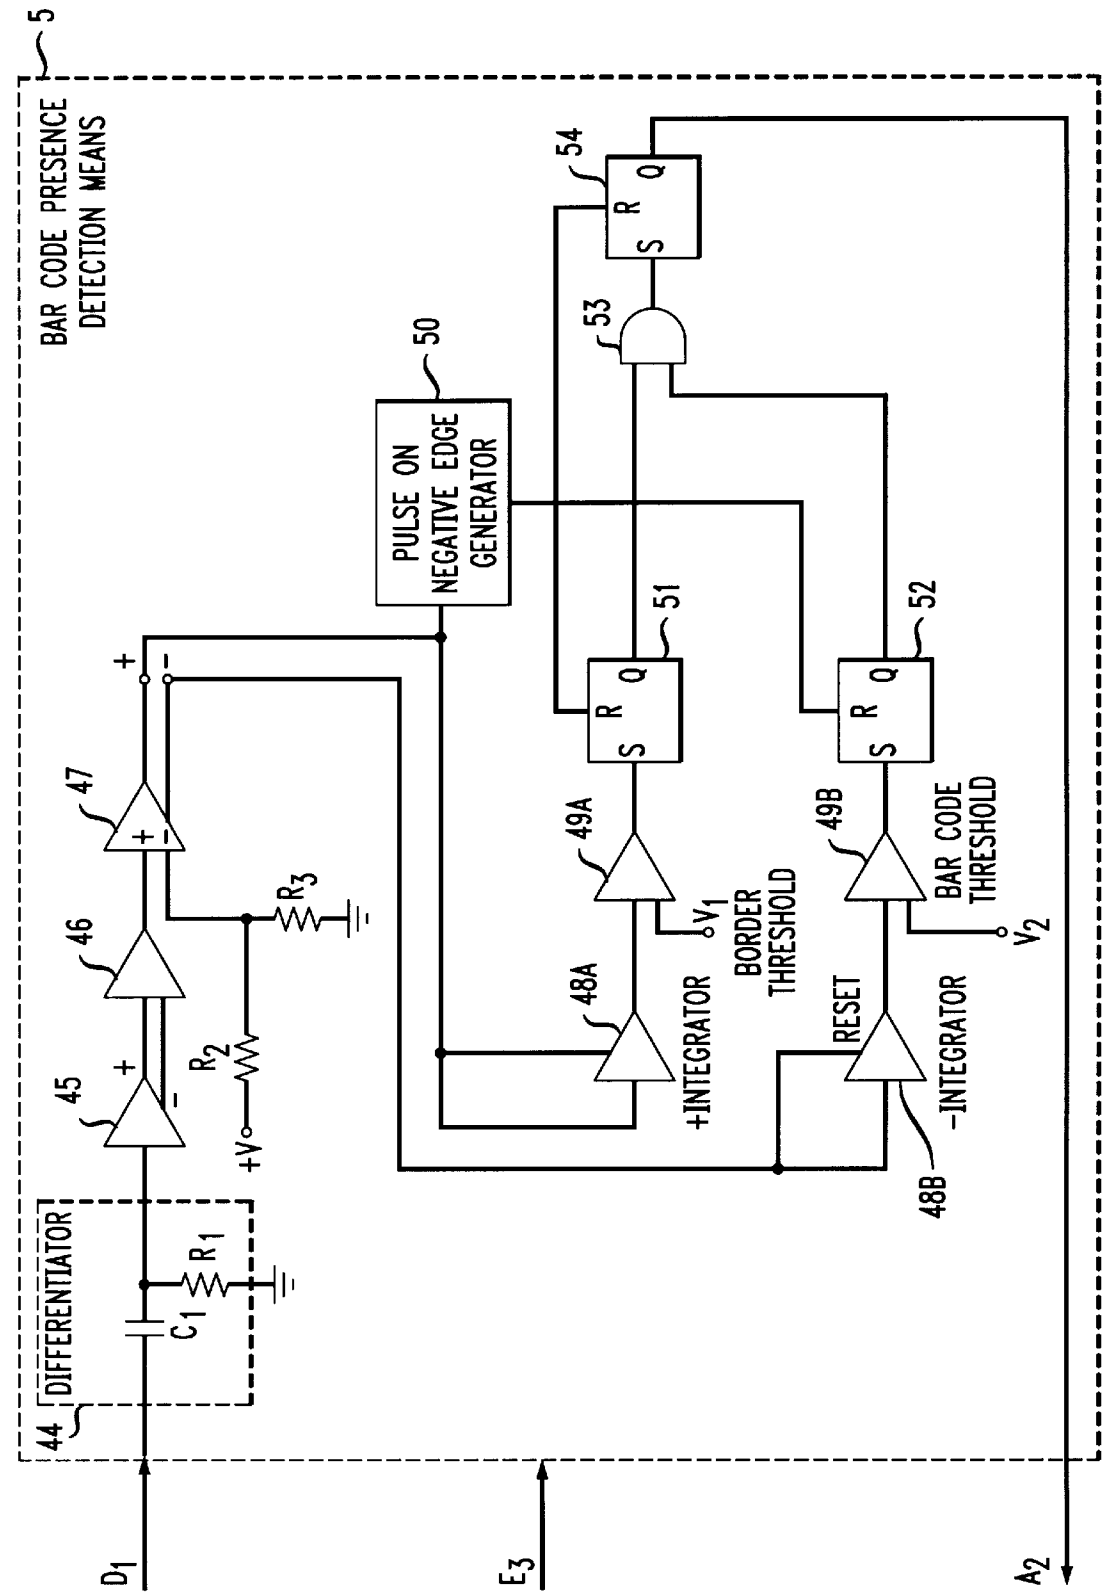 5
BAR CODE PRESENCE
DETECTION MEANS
D1
44
DIFFERENTIATOR
C1
R1
45
+
-
46
47
+
-
+
-
+V
R2
R3
50
PULSE ON
NEGATIVE EDGE
GENERATOR
E3
48A
+INTEGRATOR
49A
V1
BORDER
THRESHOLD
S
R
Q
51
53
54
S
R
Q
48B
RESET
-INTEGRATOR
49B
V2
BAR CODE
THRESHOLD
S
R
Q
52
A2